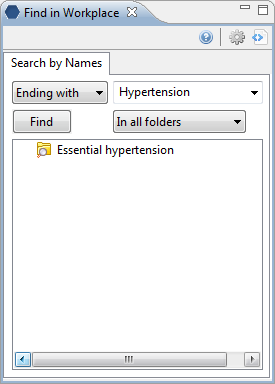 Find in Workplace
Search by Names
Ending with Hypertension
Find In all folders
Essential hypertension